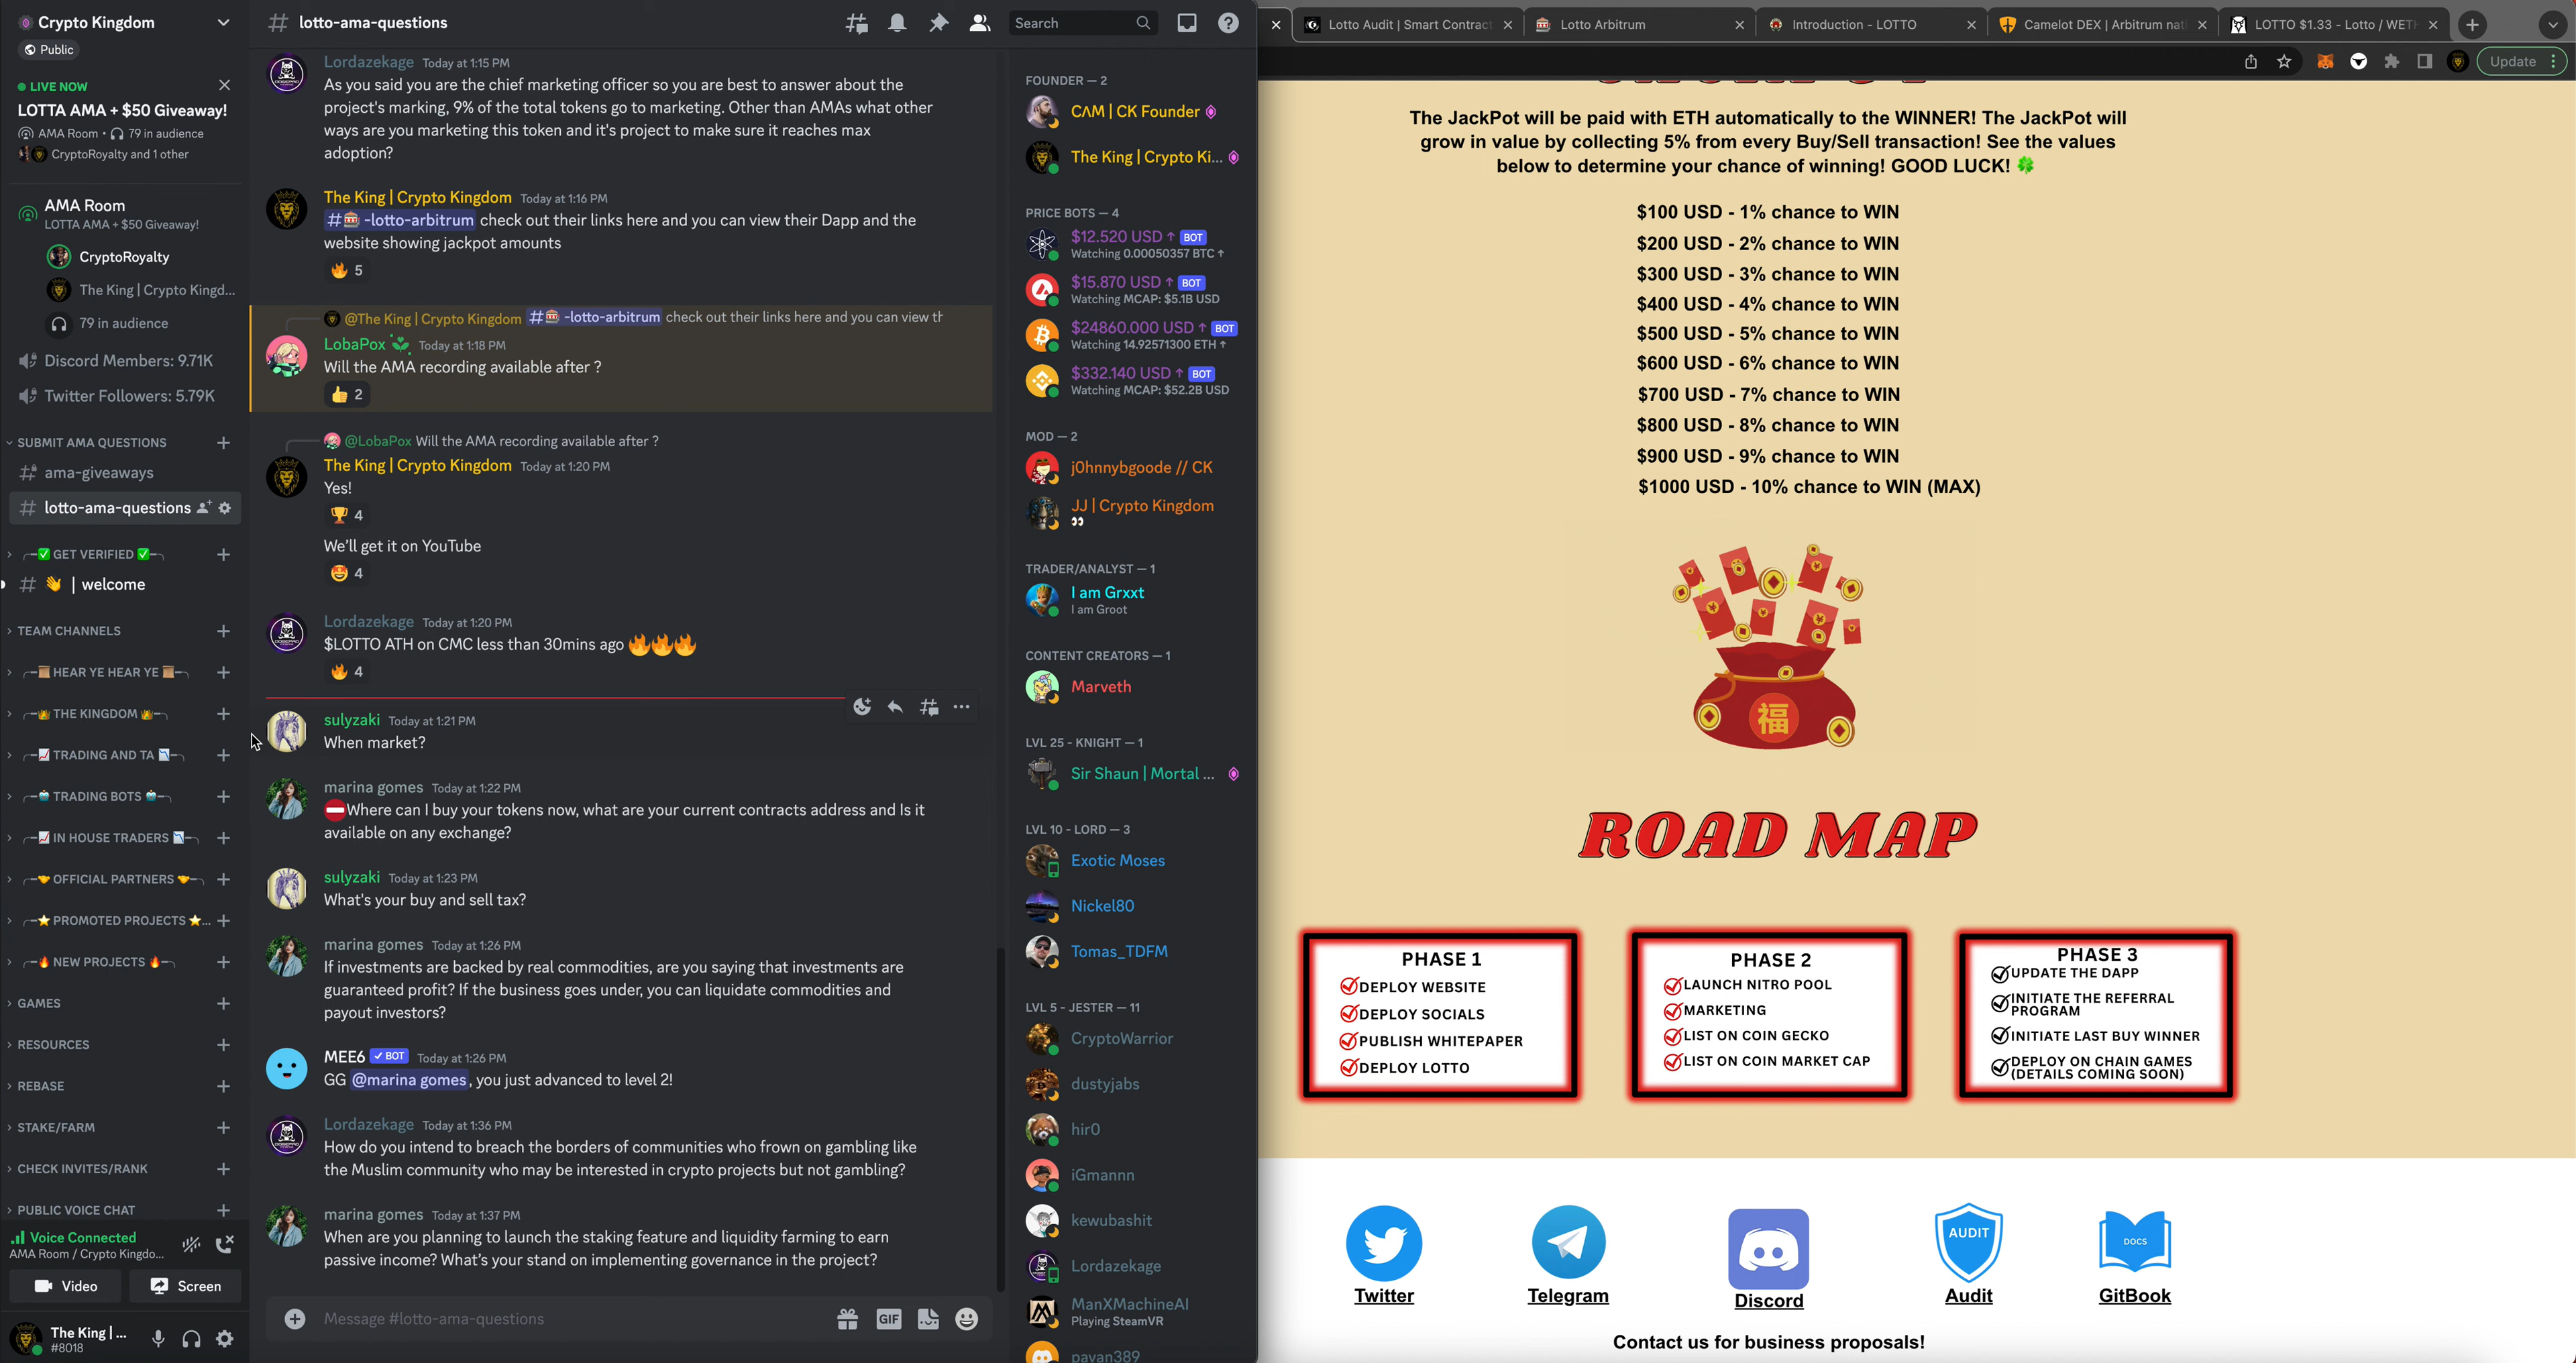 Crypto Kingdom
Public
LIVE NOW
LOTTA AMA + $50 Giveaway!
AMA Room • 79 in audience
CryptoRoyalty and 1 other
AMA Room
LOTTA AMA + $50 Giveaway!
CryptoRoyalty
The King | Crypto Kingd...
79 in audience
Discord Members: 9.71K
Twitter Followers: 5.79K
SUBMIT AMA QUESTIONS
ama-giveaways
lotto-ama-questions
GET VERIFIED
| welcome
TEAM CHANNELS
HEAR YE HEAR YE
THE KINGDOM
TRADING AND TA
TRADING BOTS
IN HOUSE TRADERS
OFFICIAL PARTNERS
PROMOTED PROJECTS ...
NEW PROJECTS
GAMES
RESOURCES
REBASE
STAKE/FARM
CHECK INVITES/RANK
PUBLIC VOICE CHAT
Voice Connected
AMA Room / Crypto Kingdo...
Video
Screen
The King | ...
#8018
# lotto-ama-questions
Search
Lordazekage Today at 1:15 PM
As you said you are the chief marketing officer so you are best to answer about the
project's marking, 9% of the total tokens go to marketing. Other than AMAs what other
ways are you marketing this token and it's project to make sure it reaches max
adoption?
The King | Crypto Kingdom Today at 1:16 PM
#🎰-lotto-arbitrum check out their links here and you can view their Dapp and the
website showing jackpot amounts
🔥 5
@The King | Crypto Kingdom #🎰-lotto-arbitrum check out their links here and you can view th
LobaPox Today at 1:18 PM
Will the AMA recording available after ?
👍 2
@LobaPox Will the AMA recording available after ?
The King | Crypto Kingdom Today at 1:20 PM
Yes!
🏆 4
We'll get it on YouTube
🤩 4
Lordazekage Today at 1:20 PM
$LOTTO ATH on CMC less than 30mins ago 🔥🔥🔥
🔥 4
sulyzaki Today at 1:21 PM
When market?
marina gomes Today at 1:22 PM
⛔Where can I buy your tokens now, what are your current contracts address and Is it
available on any exchange?
sulyzaki Today at 1:23 PM
What's your buy and sell tax?
marina gomes Today at 1:26 PM
If investments are backed by real commodities, are you saying that investments are
guaranteed profit? If the business goes under, you can liquidate commodities and
payout investors?
MEE6 ✓ BOT Today at 1:26 PM
GG @marina gomes, you just advanced to level 2!
Lordazekage Today at 1:36 PM
How do you intend to breach the borders of communities who frown on gambling like
the Muslim community who may be interested in crypto projects but not gambling?
marina gomes Today at 1:37 PM
When are you planning to launch the staking feature and liquidity farming to earn
passive income? What's your stand on implementing governance in the project?
Message #lotto-ama-questions
GIF
FOUNDER — 2
CΛM | CK Founder
The King | Crypto Ki...
PRICE BOTS — 4
$12.520 USD ↑ BOT
Watching 0.00050357 BTC ↑
$15.870 USD ↑ BOT
Watching MCAP: $5.1B USD
$24860.000 USD ↑ BOT
Watching 14.92571300 ETH ↑
$332.140 USD ↑ BOT
Watching MCAP: $52.2B USD
MOD — 2
j0hnnybgoode // CK
JJ | Crypto Kingdom
TRADER/ANALYST — 1
I am Grxxt
I am Groot
CONTENT CREATORS — 1
Marveth
LVL 25 - KNIGHT — 1
Sir Shaun | Mortal ...
LVL 10 - LORD — 3
Exotic Moses
Nickel80
Tomas_TDFM
LVL 5 - JESTER — 11
CryptoWarrior
dustyjabs
hir0
iGmannn
kewubashit
Lordazekage
ManXMachineAI
Playing SteamVR
pavan389
Lotto Audit | Smart Contract
Lotto Arbitrum
Introduction - LOTTO
Camelot DEX | Arbitrum nati
LOTTO $1.33 - Lotto / WETH
Update
The JackPot will be paid with ETH automatically to the WINNER! The JackPot will
grow in value by collecting 5% from every Buy/Sell transaction! See the values
below to determine your chance of winning! GOOD LUCK! 🍀
$100 USD - 1% chance to WIN
$200 USD - 2% chance to WIN
$300 USD - 3% chance to WIN
$400 USD - 4% chance to WIN
$500 USD - 5% chance to WIN
$600 USD - 6% chance to WIN
$700 USD - 7% chance to WIN
$800 USD - 8% chance to WIN
$900 USD - 9% chance to WIN
$1000 USD - 10% chance to WIN (MAX)
福
ROAD MAP
PHASE 1
DEPLOY WEBSITE
DEPLOY SOCIALS
PUBLISH WHITEPAPER
DEPLOY LOTTO
PHASE 2
LAUNCH NITRO POOL
MARKETING
LIST ON COIN GECKO
LIST ON COIN MARKET CAP
PHASE 3
UPDATE THE DAPP
INITIATE THE REFERRAL
PROGRAM
INITIATE LAST BUY WINNER
DEPLOY ON CHAIN GAMES
(DETAILS COMING SOON)
AUDIT
DOCS
Twitter
Telegram
Discord
Audit
GitBook
Contact us for business proposals!